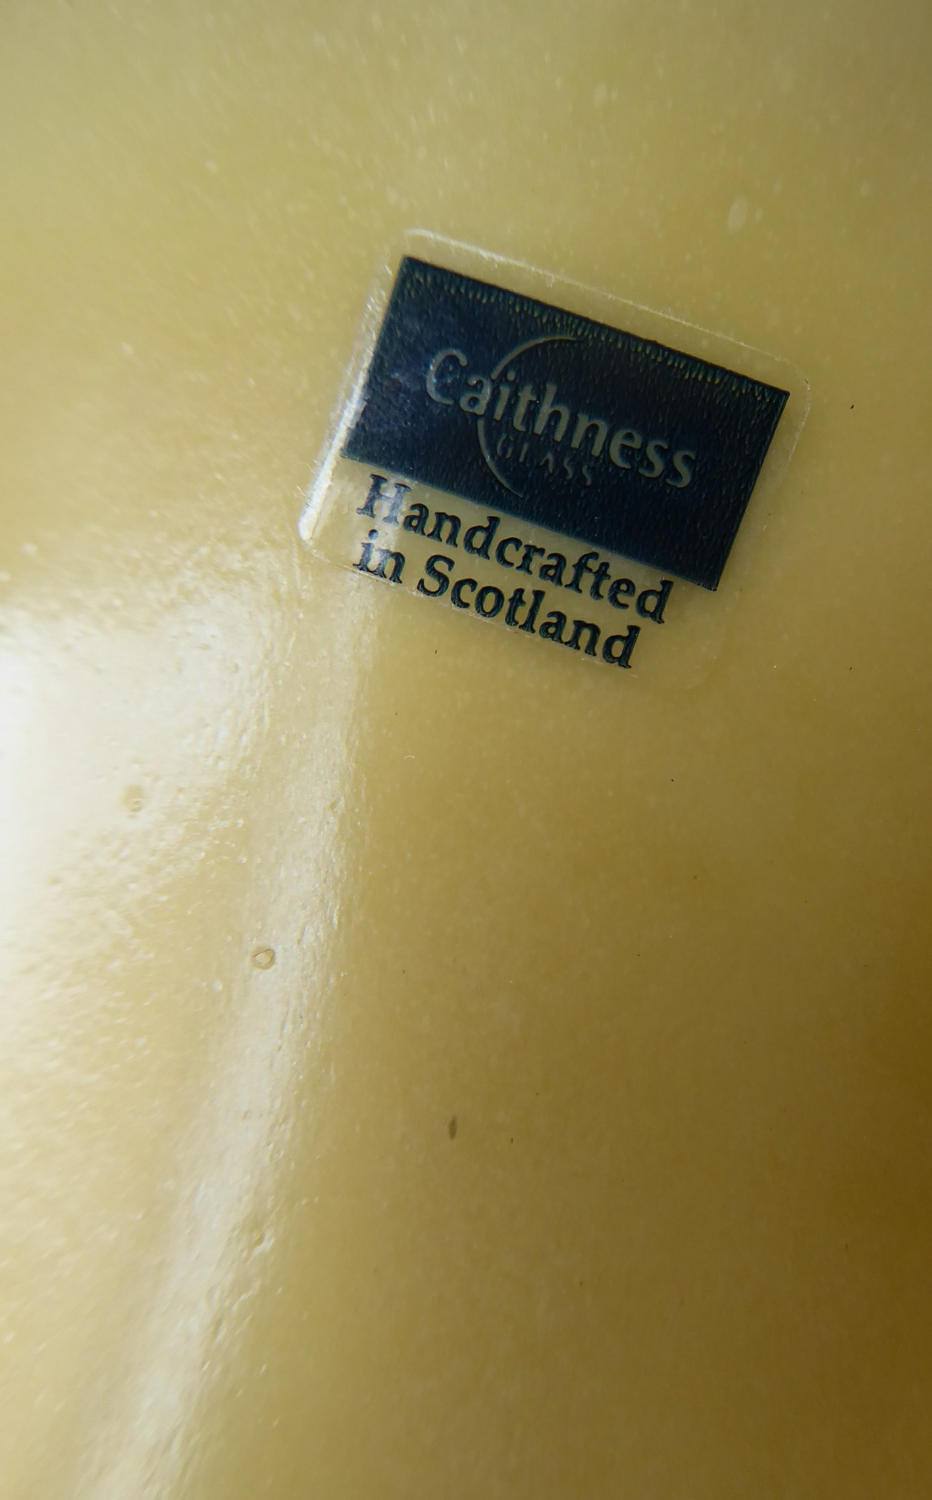 Caithness
GLASS
Handcrafted
in Scotland